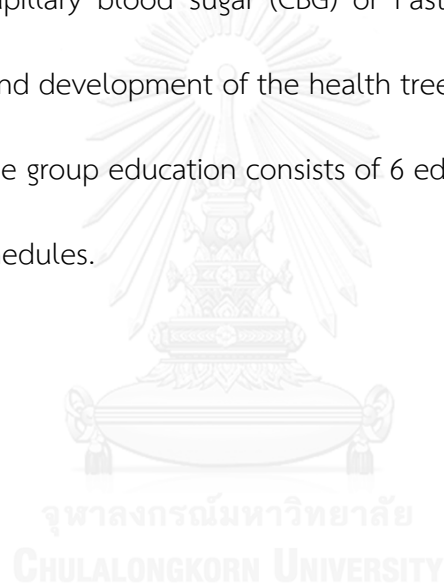 pillary blood sugar (CBG) or Fast
nd development of the health tree
e group education consists of 6 ed
edules.
จุฬาลงกรณ์มหาวิทยาลัย
CHULALONGKORN UNIVERSITY